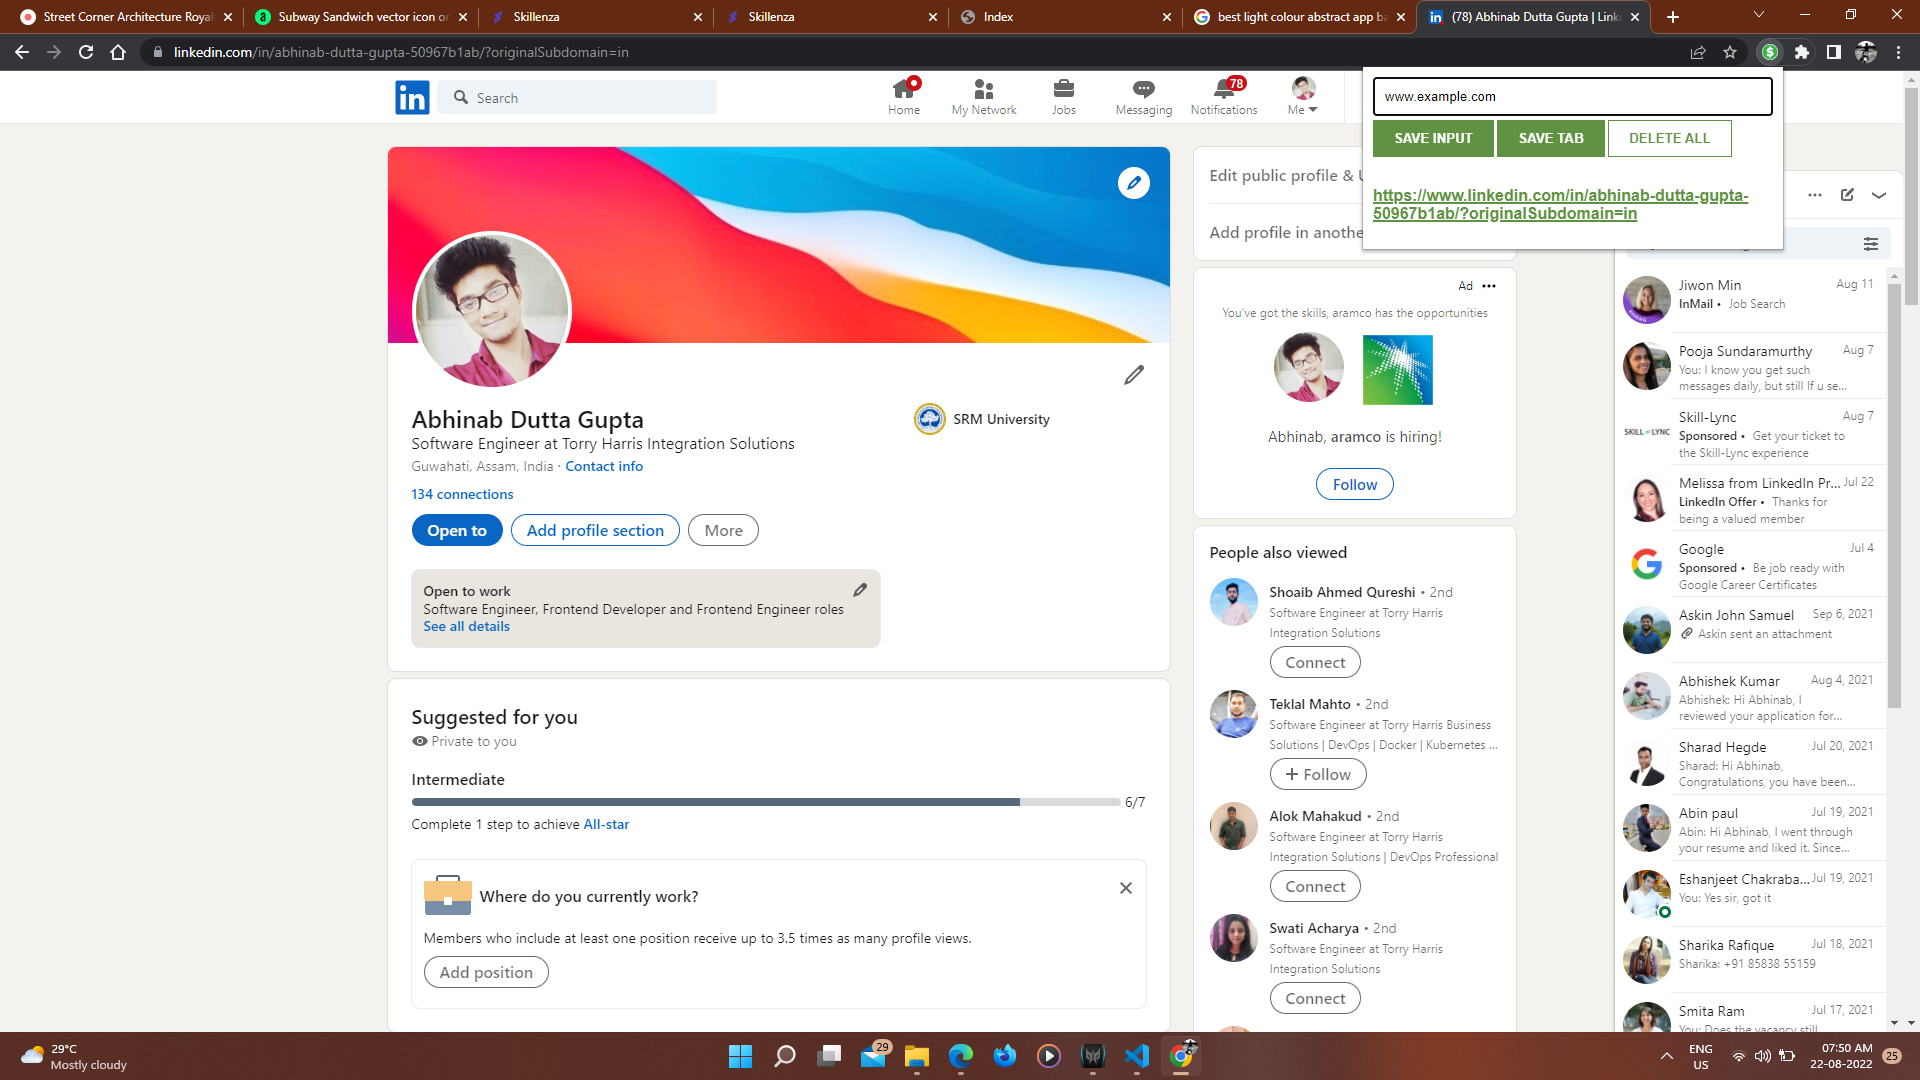 Street Corner Architecture Royal
Subway Sandwich vector icon or
Skillenza
Skillenza
Index
best light colour abstract app ba
(78) Abhinab Dutta Gupta | Link
linkedin.com/in/abhinab-dutta-gupta-50967b1ab/?originalSubdomain=in
in
Search
Home
My Network
Jobs
Messaging
78
Notifications
Me
www.example.com
SAVE INPUT
SAVE TAB
DELETE ALL
https://www.linkedin.com/in/abhinab-dutta-gupta-
50967b1ab/?originalSubdomain=in
Abhinab Dutta Gupta
Software Engineer at Torry Harris Integration Solutions
Guwahati, Assam, India · Contact info
134 connections
SRM University
Open to
Add profile section
More
Open to work
Software Engineer, Frontend Developer and Frontend Engineer roles
See all details
Suggested for you
Private to you
Intermediate
6/7
Complete 1 step to achieve All-star
Where do you currently work?
Members who include at least one position receive up to 3.5 times as many profile views.
Add position
Edit public profile & U
Add profile in anothe
Ad
You've got the skills, aramco has the opportunities
Abhinab, aramco is hiring!
Follow
People also viewed
Shoaib Ahmed Qureshi • 2nd
Software Engineer at Torry Harris
Integration Solutions
Connect
Teklal Mahto • 2nd
Software Engineer at Torry Harris Business
Solutions | DevOps | Docker | Kubernetes ...
+ Follow
Alok Mahakud • 2nd
Software Engineer at Torry Harris
Integration Solutions | DevOps Professional
Connect
Swati Acharya • 2nd
Software Engineer at Torry Harris
Integration Solutions
Connect
Jiwon Min
Aug 11
InMail • Job Search
Pooja Sundaramurthy
Aug 7
You: I know you get such
messages daily, but still If u se...
SKILL-LYNC
Skill-Lync
Aug 7
Sponsored • Get your ticket to
the Skill-Lync experience
Melissa from LinkedIn Pr...
Jul 22
LinkedIn Offer • Thanks for
being a valued member
Google
Jul 4
Sponsored • Be job ready with
Google Career Certificates
Askin John Samuel
Sep 6, 2021
Askin sent an attachment
Abhishek Kumar
Aug 4, 2021
Abhishek: Hi Abhinab, I
reviewed your application for...
Sharad Hegde
Jul 20, 2021
Sharad: Hi Abhinab,
Congratulations, you have been...
Abin paul
Jul 19, 2021
Abin: Hi Abhinab, I went through
your resume and liked it. Since...
Eshanjeet Chakraba...
Jul 19, 2021
You: Yes sir, got it
Sharika Rafique
Jul 18, 2021
Sharika: +91 85838 55159
Smita Ram
Jul 17, 2021
You: Does the vacancy still
29°C
Mostly cloudy
29
ENG
US
07:50 AM
22-08-2022
25